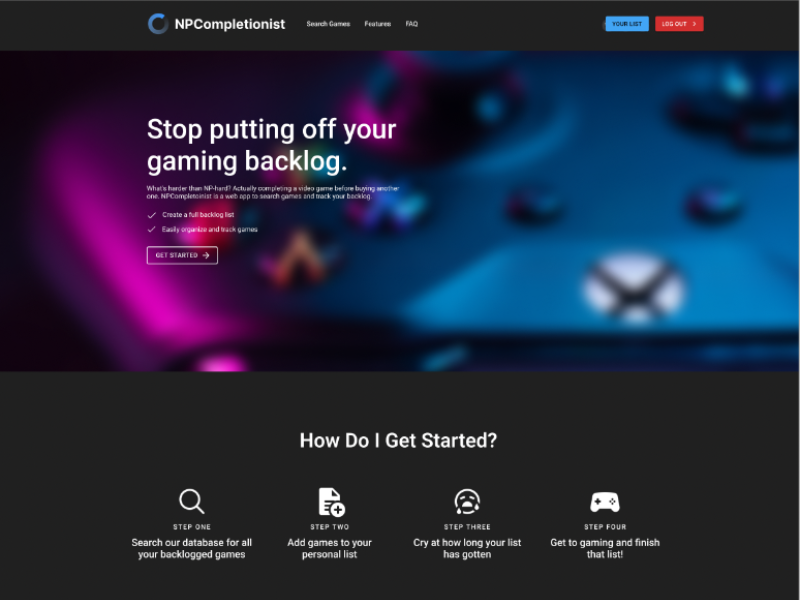 NPCompletionist
Search Games
Features
FAQ
YOUR LIST
LOG OUT
Stop putting off your
gaming backlog.
What's harder than NP-hard? Actually completing a video game before buying another
one. NPCompletionist is a web app to search games and track your backlog.
Create a full backlog list
Easily organize and track games
GET STARTED
How Do I Get Started?
STEP ONE
Search our database for all
your backlogged games
STEP TWO
Add games to your
personal list
STEP THREE
Cry at how long your list
has gotten
STEP FOUR
Get to gaming and finish
that list!